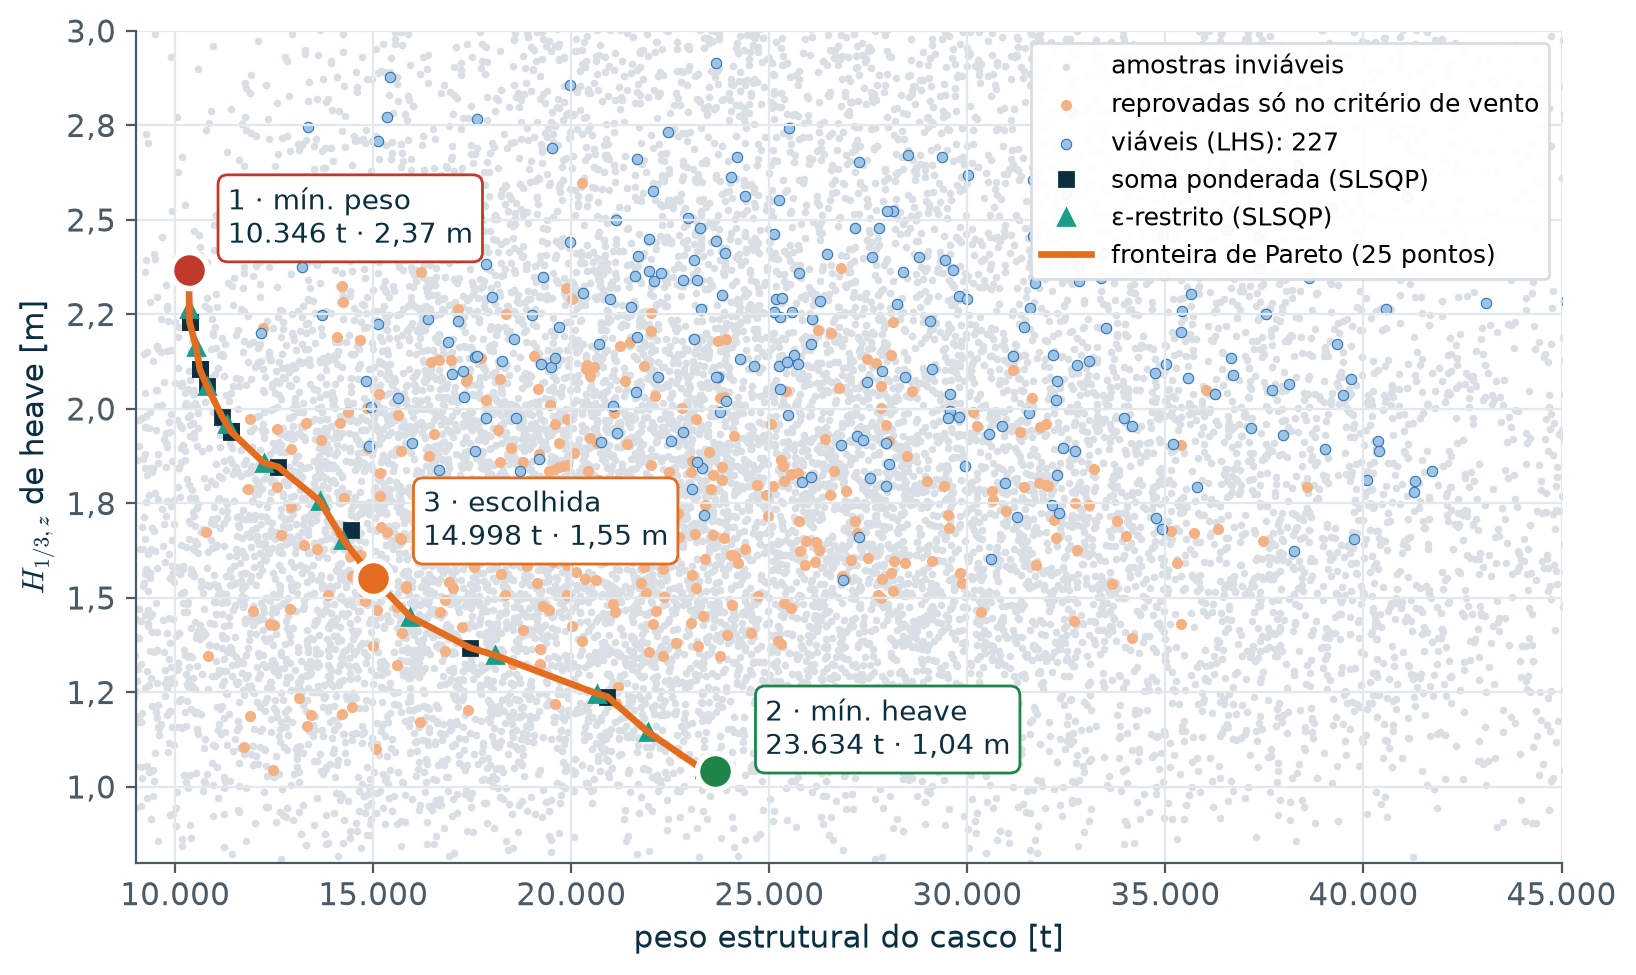 3,0
2,8
2,5
2,2
2,0
1,8
1,5
1,2
1,0
H1/3, z de heave [m]
amostras inviáveis
reprovadas só no critério de vento
viáveis (LHS): 227
soma ponderada (SLSQP)
ε-restrito (SLSQP)
fronteira de Pareto (25 pontos)
1 · mín. peso
10.346 t · 2,37 m
3 · escolhida
14.998 t · 1,55 m
2 · mín. heave
23.634 t · 1,04 m
10.000 15.000 20.000 25.000 30.000 35.000 40.000 45.000
peso estrutural do casco [t]